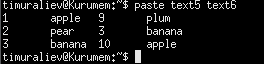 timuraliev@Kurumem:~$ paste text5 text6
1 apple 9 plum
2 pear 3 banana
3 banana 10 apple
timuraliev@Kurumem:~$